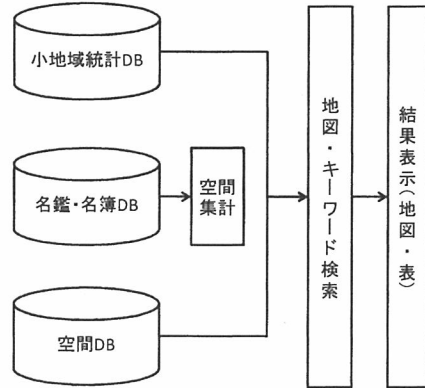 小地域統計DB
名鑑・名簿DB
空間DB
空間
集計
地図・キーワード検索
結果表示(地図・表)